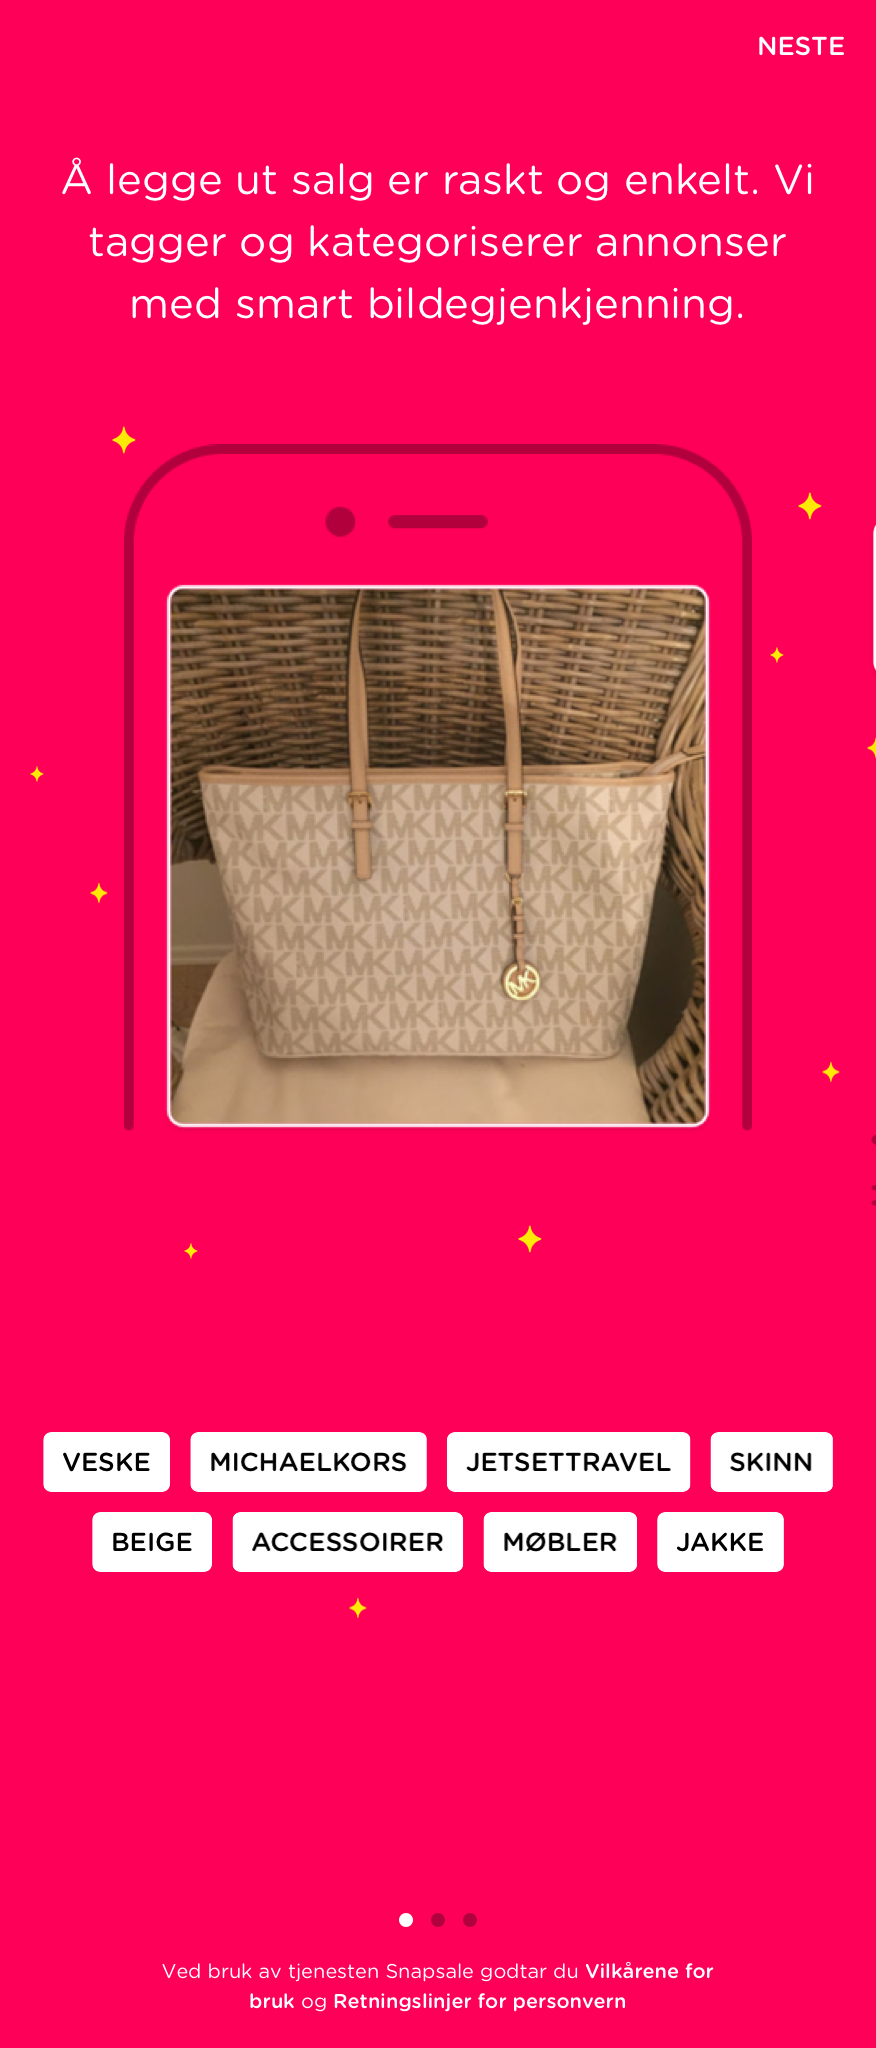 NESTE
Å legge ut salg er raskt og enkelt. Vi
tagger og kategoriserer annonser
med smart bildegjenkjenning.
MK
VESKE MICHAELKORS JETSETTRAVEL SKINN
BEIGE ACCESSOIRER MØBLER JAKKE
Ved bruk av tjenesten Snapsale godtar du Vilkårene for
bruk og Retningslinjer for personvern